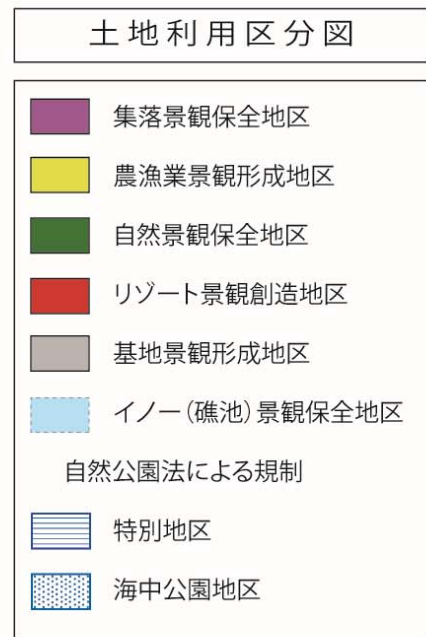 土地利用区分図
集落景観保全地区
農漁業景観形成地区
自然景観保全地区
リゾート景観創造地区
基地景観形成地区
イノー(礁池)景観保全地区
自然公園法による規制
特別地区
海中公園地区